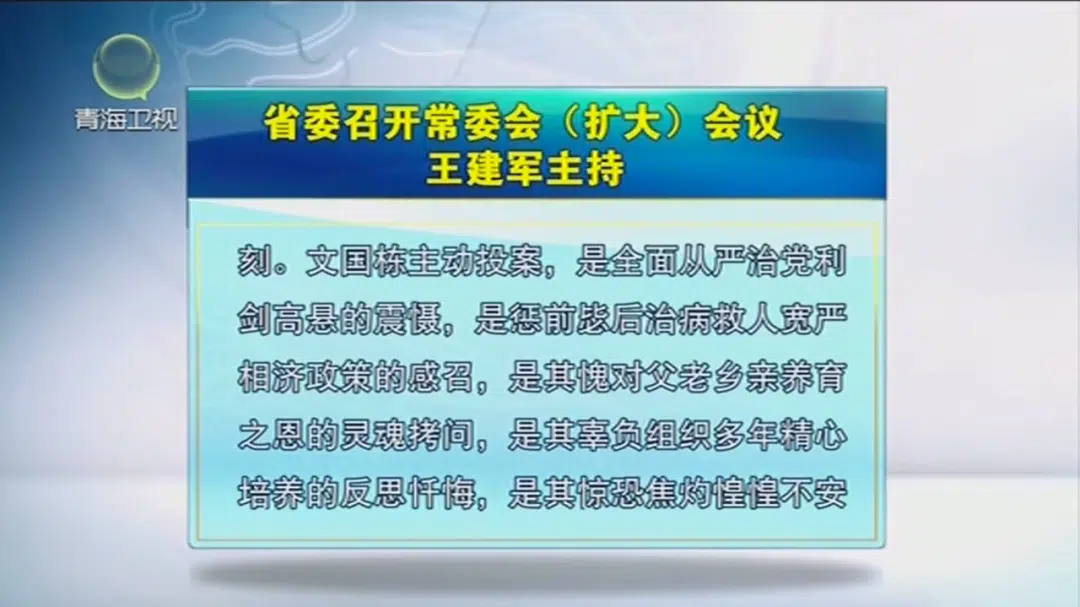 青海卫视
省委召开常委会（扩大）会议
王建军主持
刻。文国栋主动投案，是全面从严治党利
剑高悬的震慑，是惩前毖后治病救人宽严
相济政策的感召，是其愧对父老乡亲养育
之恩的灵魂拷问，是其辜负组织多年精心
培养的反思忏悔，是其惊恐焦灼惶惶不安